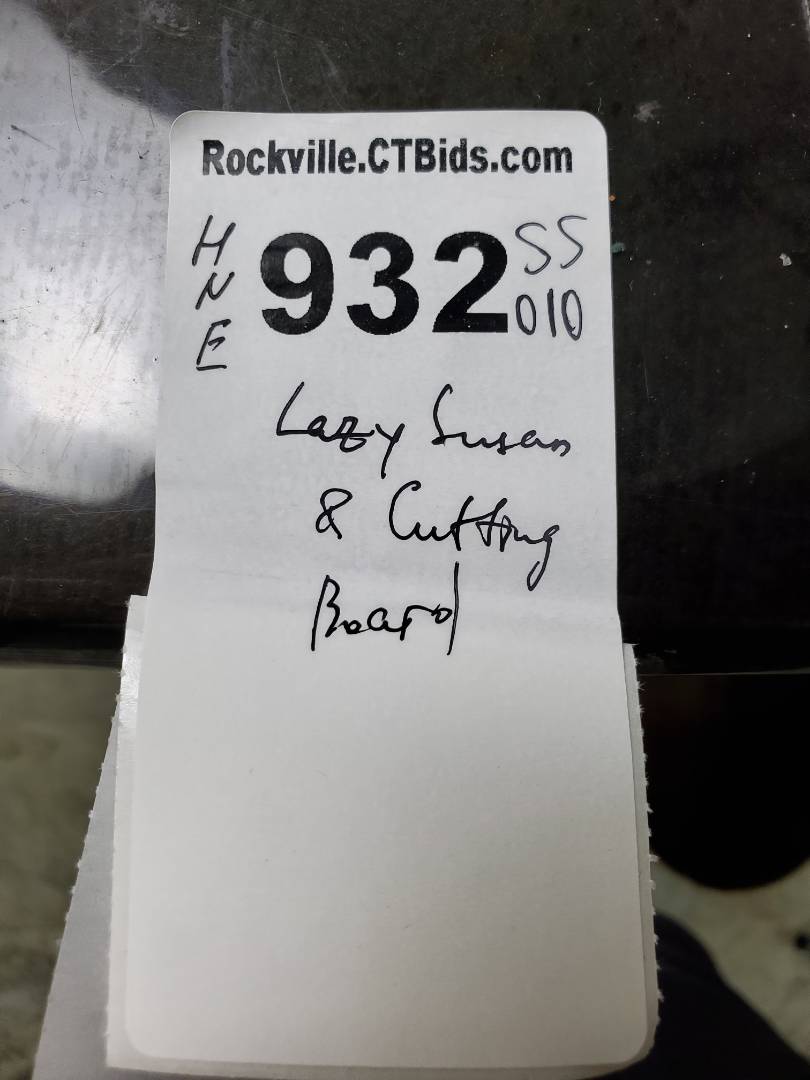 Rockville.CTBids.com
H
N
E
932
SS
010
Lazy Susan
& Cutting
Board